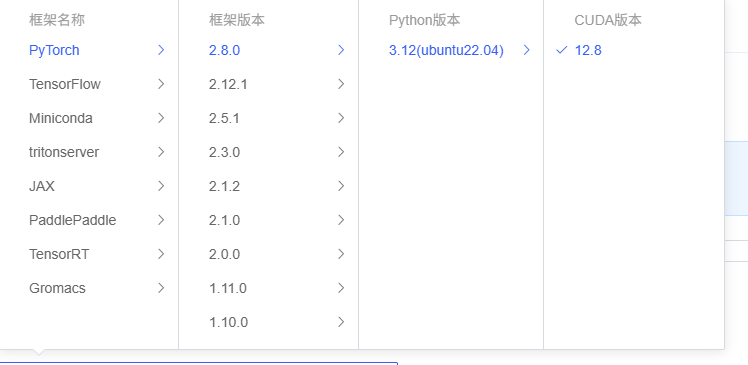 框架名称 框架版本 Python版本 CUDA版本
PyTorch 2.8.0 3.12(ubuntu22.04) 12.8
TensorFlow 2.12.1
Miniconda 2.5.1
tritonserver 2.3.0
JAX 2.1.2
PaddlePaddle 2.1.0
TensorRT 2.0.0
Gromacs 1.11.0
1.10.0